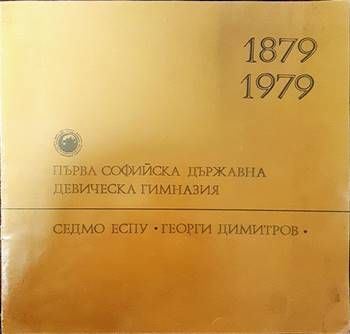 1879
1979
ПЪРВА СОФИЙСКА ДЪРЖАВНА
ДЕВИЧЕСКА ГИМНАЗИЯ
СЕДМО ЕСПУ • ГЕОРГИ ДИМИТРОВ •